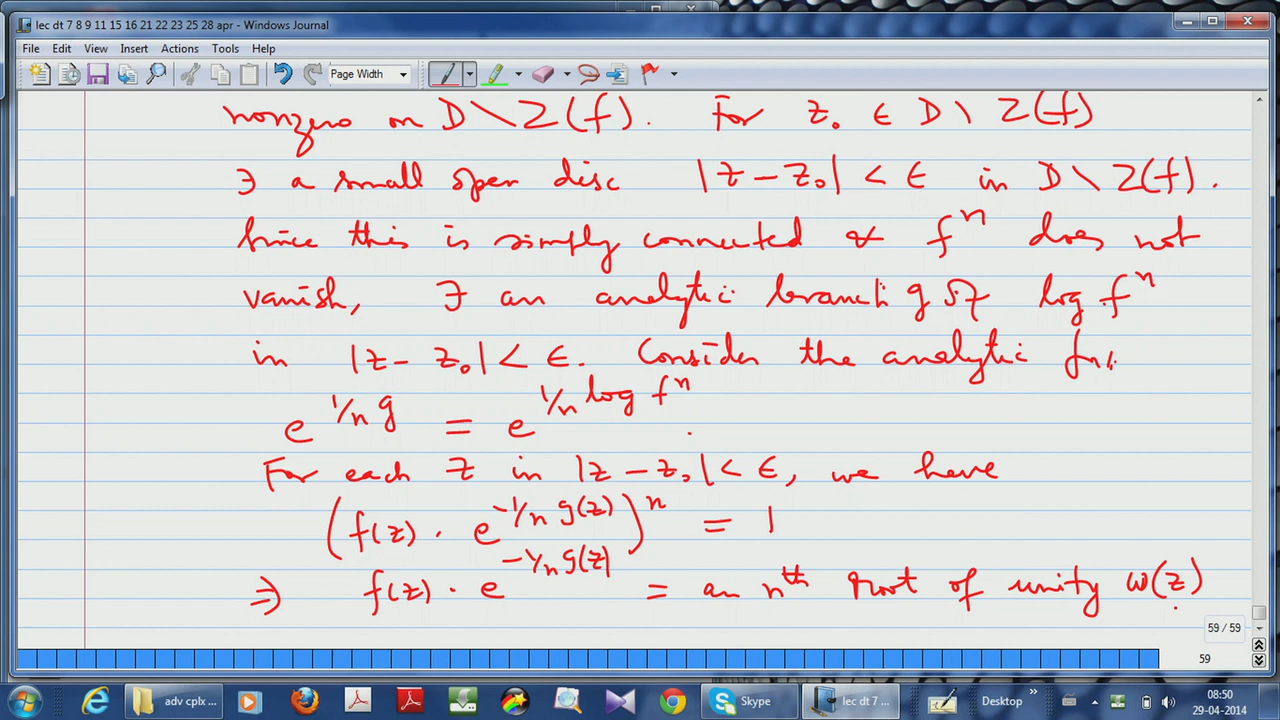 lec dt 7 8 9 11 15 16 21 22 23 25 28 apr - Windows Journal
File Edit View Insert Actions Tools Help
Page Width
nonzero on D \ Z(f). For z₀ ∈ D \ Z(f)
∃ a small open disc |z - z₀| < ε in D \ Z(f).
Since this is simply connected & fⁿ does not
vanish, ∃ an analytic branch g of log fⁿ
in |z - z₀| < ε. Consider the analytic fn:
e^{1/n g} = e^{1/n log fⁿ}.
For each z in |z - z₀| < ε, we have
(f(z) · e^{-1/n g(z)})ⁿ = 1
⇒ f(z) · e^{-1/n g(z)} = an nᵗʰ root of unity ω(z)
59 / 59
59
adv cplx ...
Skype
lec dt 7 ...
Desktop
08:50
29-04-2014